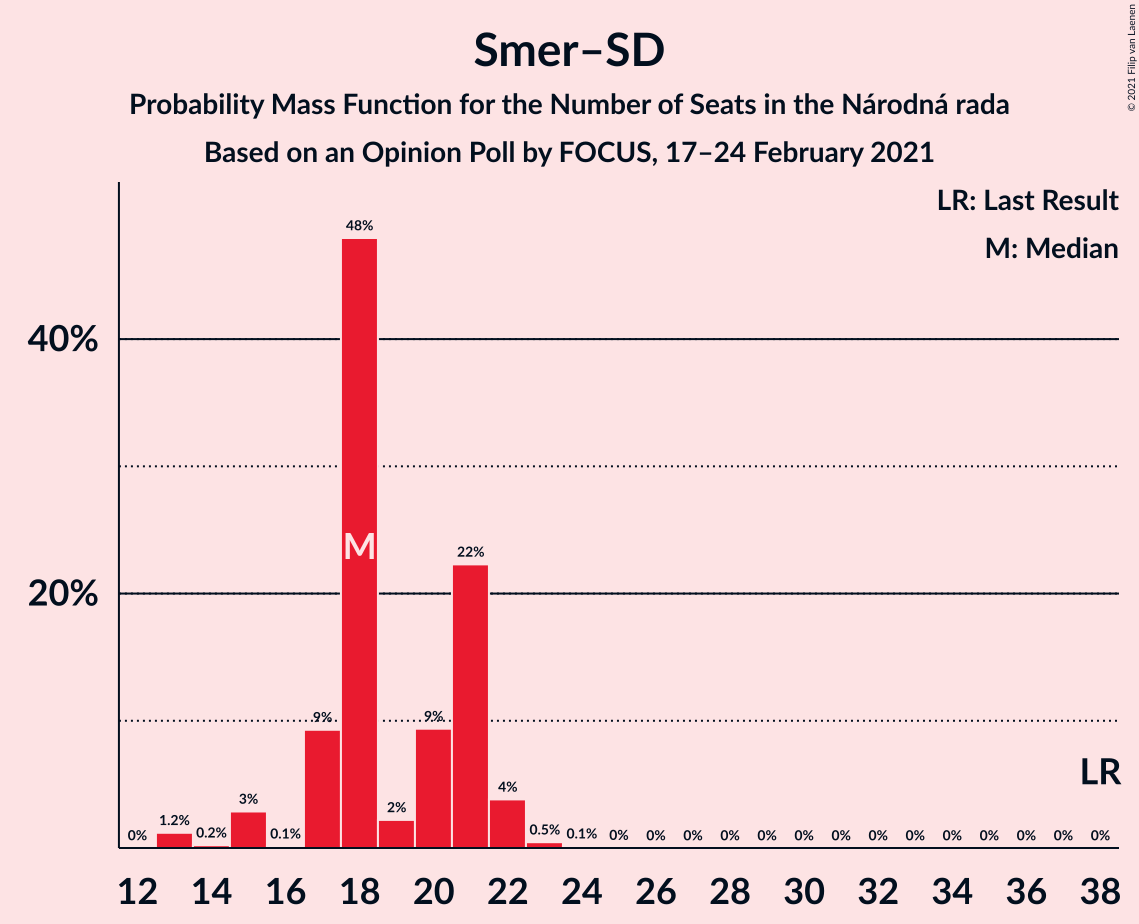 Smer–SD
Probability Mass Function for the Number of Seats in the Národná rada
Based on an Opinion Poll by FOCUS, 17–24 February 2021
© 2021 Filip van Laenen
LR: Last Result
M: Median
48%
40%
M
22%
20%
9%
9%
LR
4%
3%
2%
1.2%
0.5%
0% 0.2% 0.1% 0.1% 0% 0% 0% 0% 0% 0% 0% 0% 0% 0% 0% 0% 0% 0%
12 14 16 18 20 22 24 26 28 30 32 34 36 38